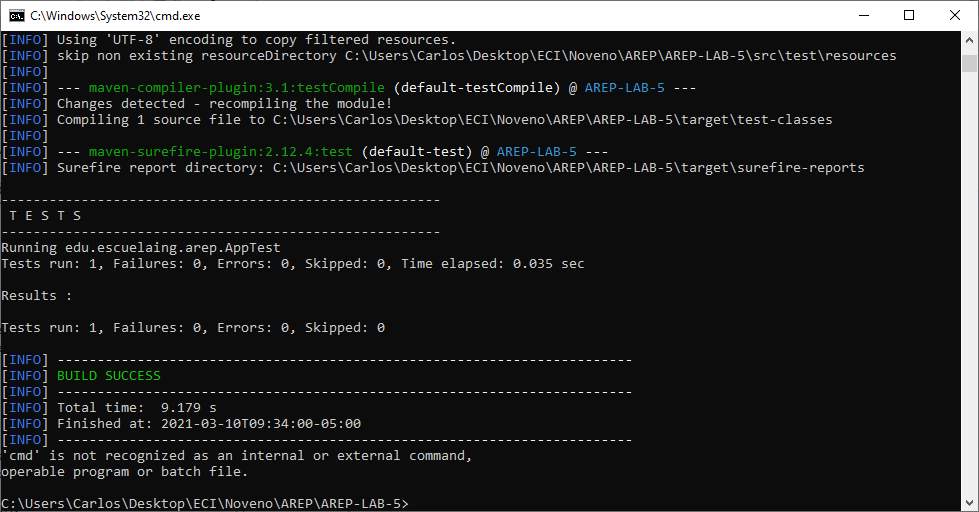 C:\Windows\System32\cmd.exe
[INFO] Using 'UTF-8' encoding to copy filtered resources.
[INFO] skip non existing resourceDirectory C:\Users\Carlos\Desktop\ECI\Noveno\AREP\AREP-LAB-5\src\test\resources
[INFO]
[INFO] --- maven-compiler-plugin:3.1:testCompile (default-testCompile) @ AREP-LAB-5 ---
[INFO] Changes detected - recompiling the module!
[INFO] Compiling 1 source file to C:\Users\Carlos\Desktop\ECI\Noveno\AREP\AREP-LAB-5\target\test-classes
[INFO]
[INFO] --- maven-surefire-plugin:2.12.4:test (default-test) @ AREP-LAB-5 ---
[INFO] Surefire report directory: C:\Users\Carlos\Desktop\ECI\Noveno\AREP\AREP-LAB-5\target\surefire-reports
-------------------------------------------------------
 T E S T S
-------------------------------------------------------
Running edu.escuelaing.arep.AppTest
Tests run: 1, Failures: 0, Errors: 0, Skipped: 0, Time elapsed: 0.035 sec
Results :
Tests run: 1, Failures: 0, Errors: 0, Skipped: 0
[INFO] ------------------------------------------------------------------------
[INFO] BUILD SUCCESS
[INFO] ------------------------------------------------------------------------
[INFO] Total time:  9.179 s
[INFO] Finished at: 2021-03-10T09:34:00-05:00
[INFO] ------------------------------------------------------------------------
'cmd' is not recognized as an internal or external command,
operable program or batch file.
C:\Users\Carlos\Desktop\ECI\Noveno\AREP\AREP-LAB-5>